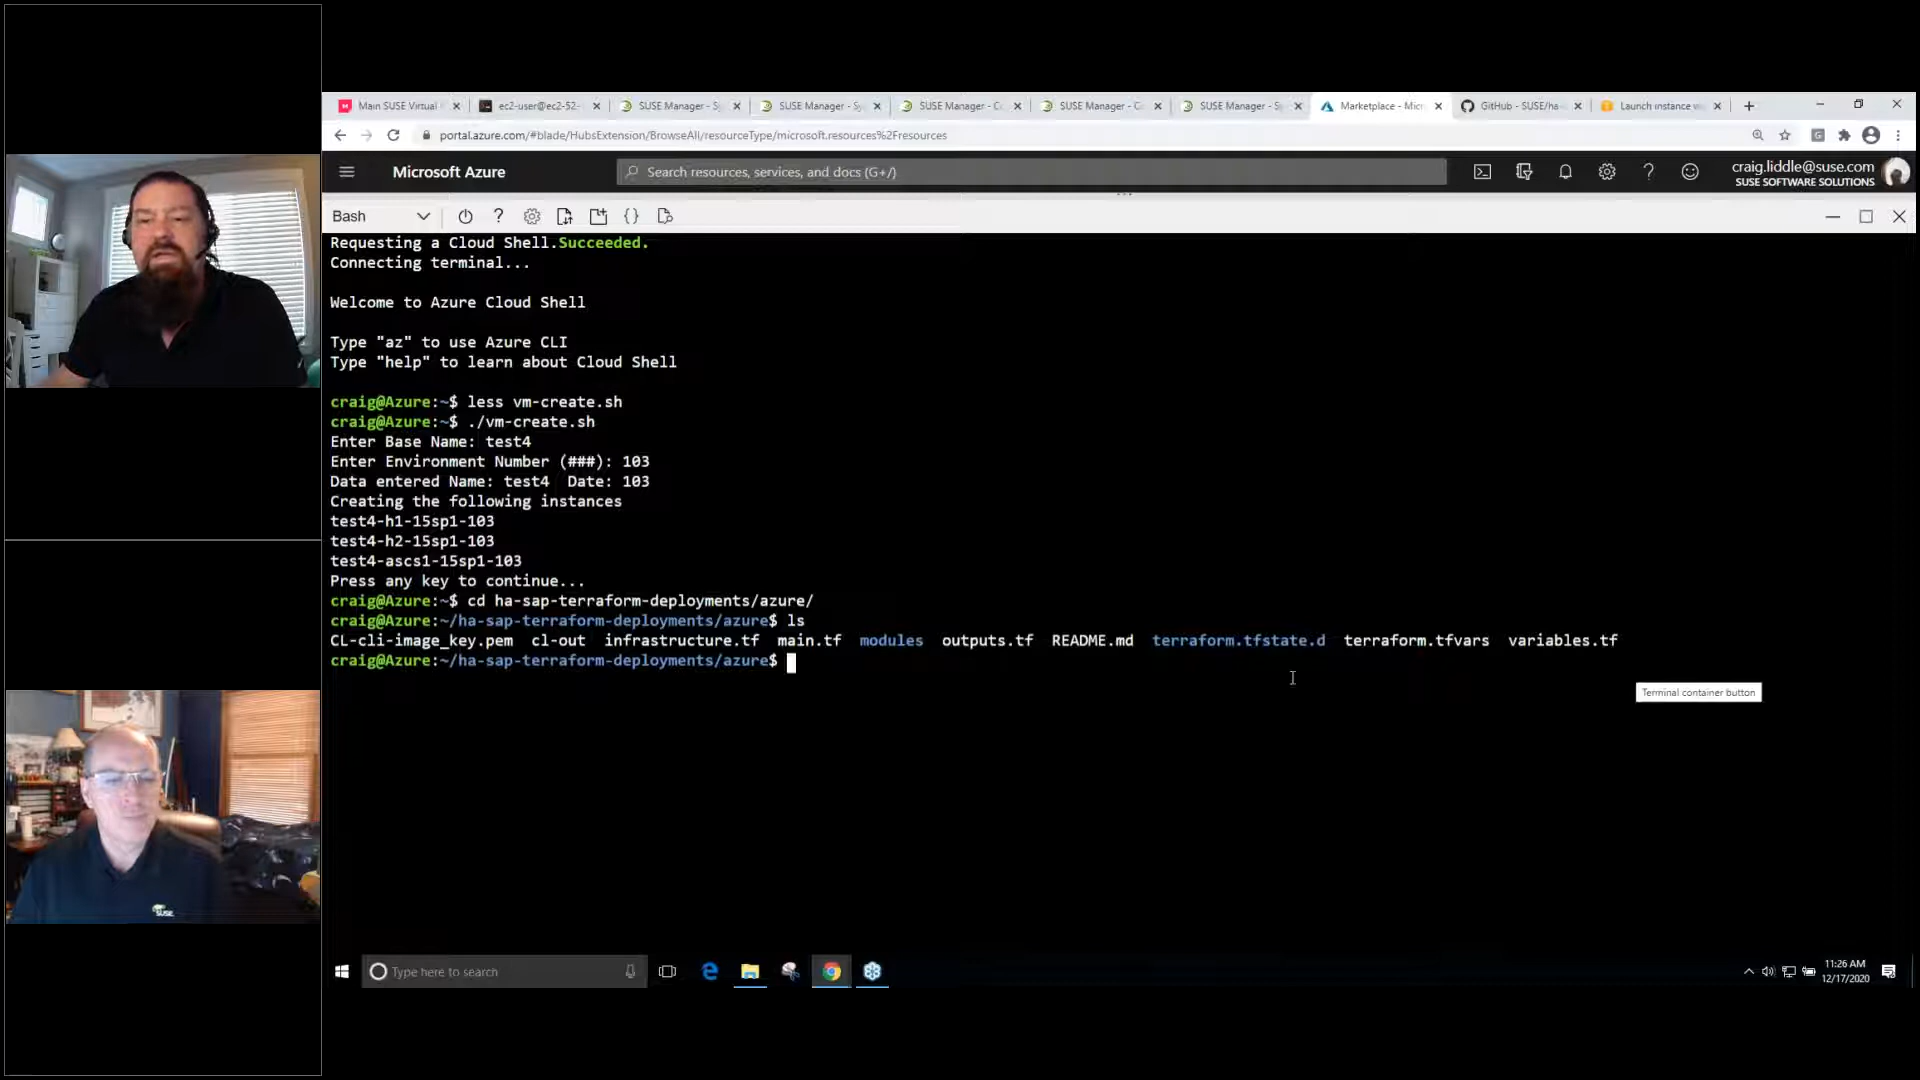 Main SUSE Virtual
ec2-user@ec2-52-
SUSE Manager - Sy
SUSE Manager - Sy
SUSE Manager - Co
SUSE Manager - C
SUSE Manager - S
Marketplace - Micr
GitHub - SUSE/ha-
Launch instance w
portal.azure.com/#blade/HubsExtension/BrowseAll/resourceType/microsoft.resources%2Fresources
Microsoft Azure
Search resources, services, and docs (G+/)
craig.liddle@suse.com
SUSE SOFTWARE SOLUTIONS
Bash
Requesting a Cloud Shell.Succeeded.
Connecting terminal...
Welcome to Azure Cloud Shell
Type "az" to use Azure CLI
Type "help" to learn about Cloud Shell
craig@Azure:~$ less vm-create.sh
craig@Azure:~$ ./vm-create.sh
Enter Base Name: test4
Enter Environment Number (###): 103
Data entered Name: test4  Date: 103
Creating the following instances
test4-h1-15sp1-103
test4-h2-15sp1-103
test4-ascs1-15sp1-103
Press any key to continue...
craig@Azure:~$ cd ha-sap-terraform-deployments/azure/
craig@Azure:~/ha-sap-terraform-deployments/azure$ ls
CL-cli-image_key.pem  cl-out  infrastructure.tf  main.tf  modules  outputs.tf  README.md  terraform.tfstate.d  terraform.tfvars  variables.tf
craig@Azure:~/ha-sap-terraform-deployments/azure$
Terminal container button
SUSE
Type here to search
11:26 AM
12/17/2020